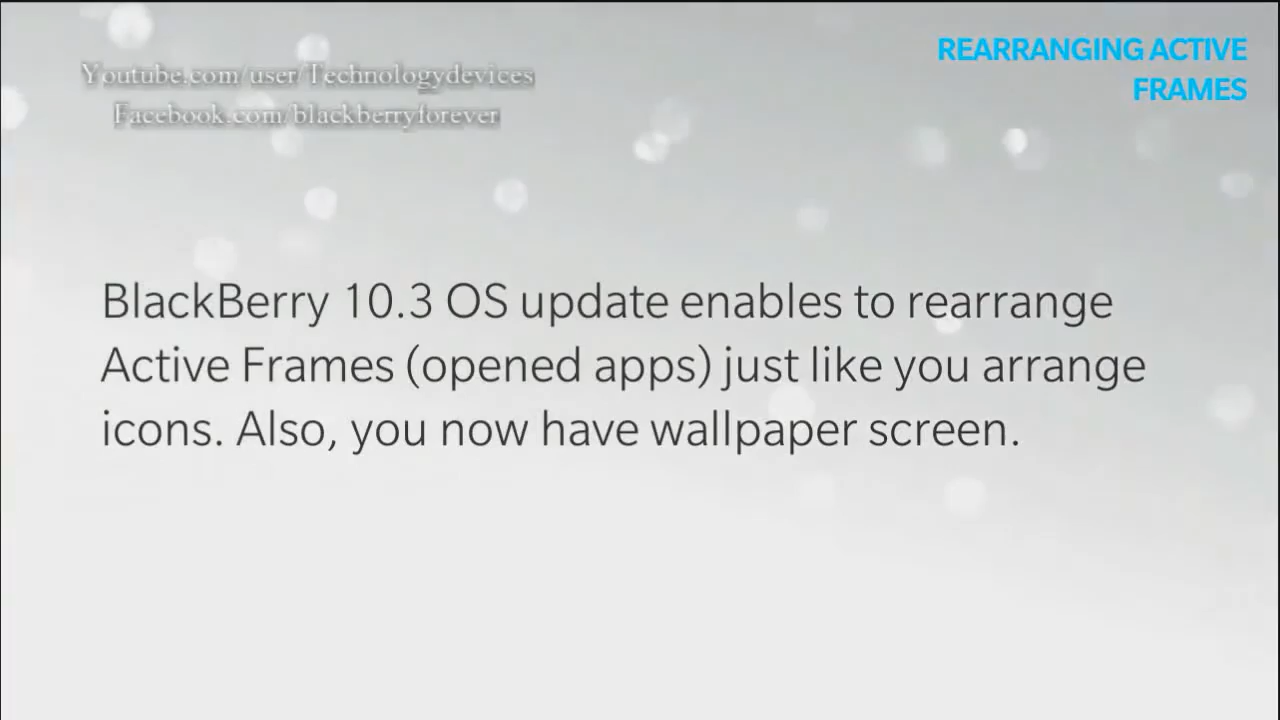 Youtube.com/user/Technologydevices
Facebook.com/blackberryforever
REARRANGING ACTIVE
FRAMES
BlackBerry 10.3 OS update enables to rearrange
Active Frames (opened apps) just like you arrange
icons. Also, you now have wallpaper screen.